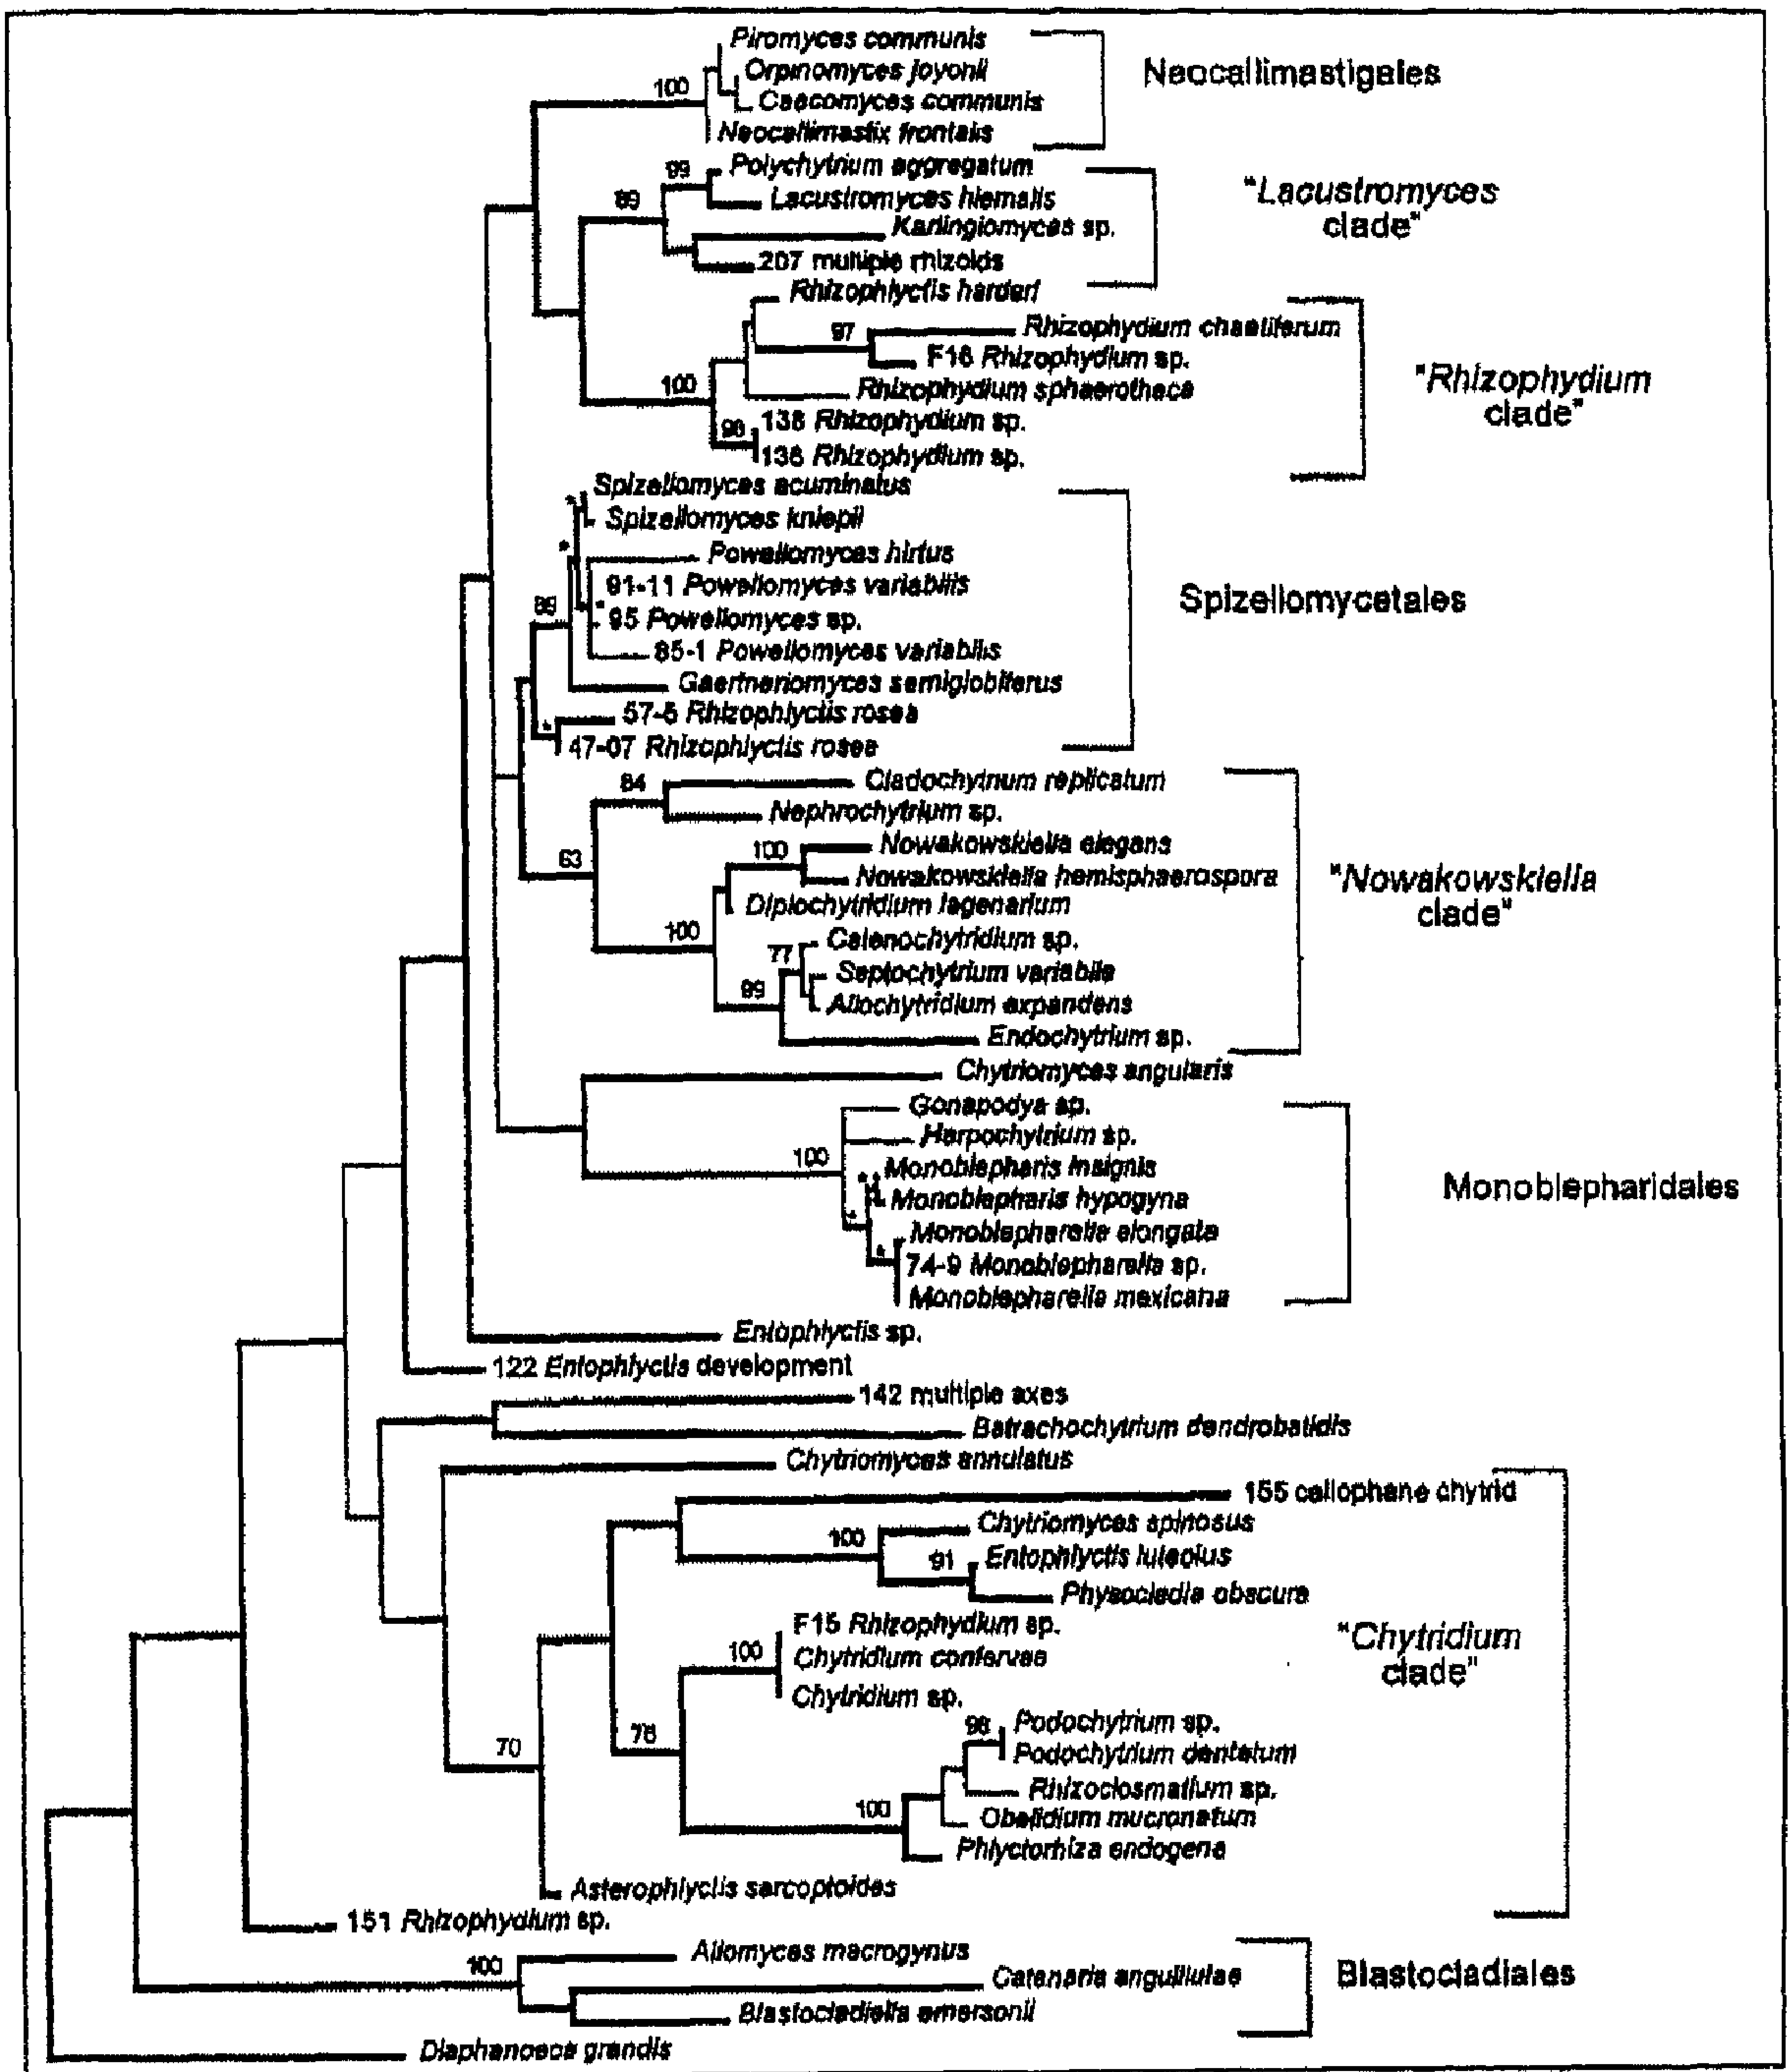 Piromyces communis
Orpinomyces joyonii
Caecomyces communis
Neocallimastix frontalis
100
Neocallimastigales
Polychytrium aggregatum
99
Lacustromyces hiemalis
89
Karlingiomyces sp.
207 multiple rhizoids
"Lacustromyces
clade"
Rhizophlyctis harderi
Rhizophydium chaetiferum
97
F16 Rhizophydium sp.
Rhizophydium sphaerotheca
100
138 Rhizophydium sp.
98
136 Rhizophydium sp.
"Rhizophydium
clade"
Spizellomyces acuminatus
*
Spizellomyces kniepii
*
Powellomyces hirtus
91-11 Powellomyces variabilis
*
95 Powellomyces sp.
85-1 Powellomyces variabilis
Gaertneriomyces semiglobiferus
57-5 Rhizophlyctis rosea
*
47-07 Rhizophlyctis rosea
Spizellomycetales
Cladochytrium replicatum
84
Nephrochytrium sp.
63
Nowakowskiella elegans
100
Nowakowskiella hemisphaerospora
Diplochytridium lagenarium
100
Catenochytridium sp.
77
Septochytrium variabile
Allochytridium expandens
99
Endochytrium sp.
"Nowakowskiella
clade"
Chytriomyces angularis
Gonapodya sp.
Harpochytrium sp.
100
Monoblepharis insignis
*
Monoblepharis hypogyna
*
Monoblepharella elongata
*
74-9 Monoblepharella sp.
Monoblepharella mexicana
Monoblepharidales
Entophlyctis sp.
122 Entophlyctis development
142 multiple axes
Batrachochytrium dendrobatidis
Chytriomyces annulatus
155 cellophane chytrid
Chytriomyces spinosus
100
Entophlyctis luteolus
91
Physocladia obscura
F15 Rhizophydium sp.
100
Chytridium confervae
Chytridium sp.
Podochytrium sp.
98
Podochytrium dentatum
70
76
Rhizoclosmatium sp.
100
Obelidium mucronatum
Phlyctorhiza endogena
Asterophlyctis sarcoptoides
"Chytridium
clade"
151 Rhizophydium sp.
Allomyces macrogynus
100
Catenaria anguillulae
Blastocladiella emersonii
Blastocladiales
Diaphanoeca grandis